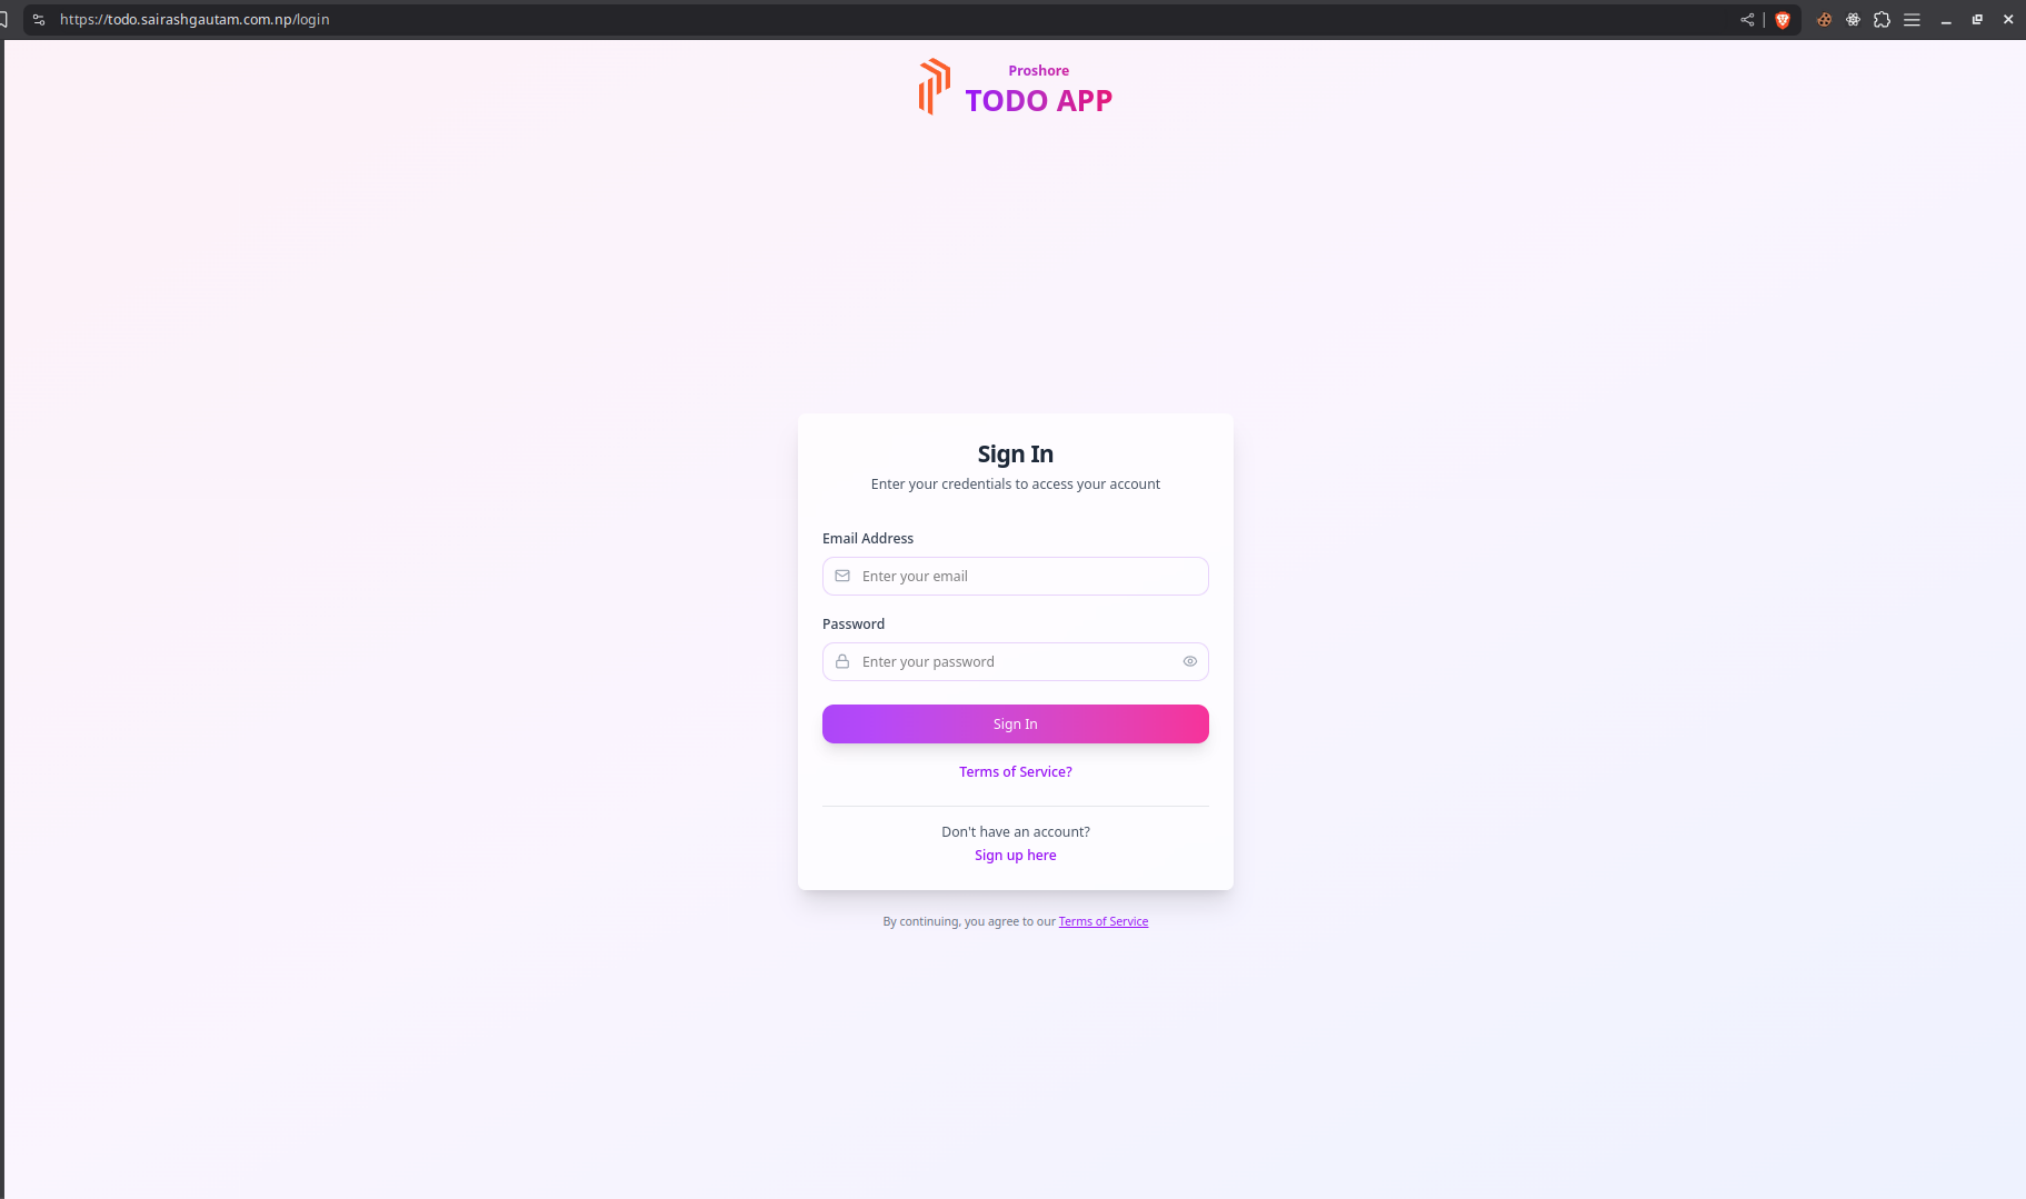 https://todo.sairashgautam.com.np/login
Proshore
TODO APP
Sign In
Enter your credentials to access your account
Email Address
Enter your email
Password
Enter your password
Sign In
Terms of Service?
Don't have an account?
Sign up here
By continuing, you agree to our Terms of Service